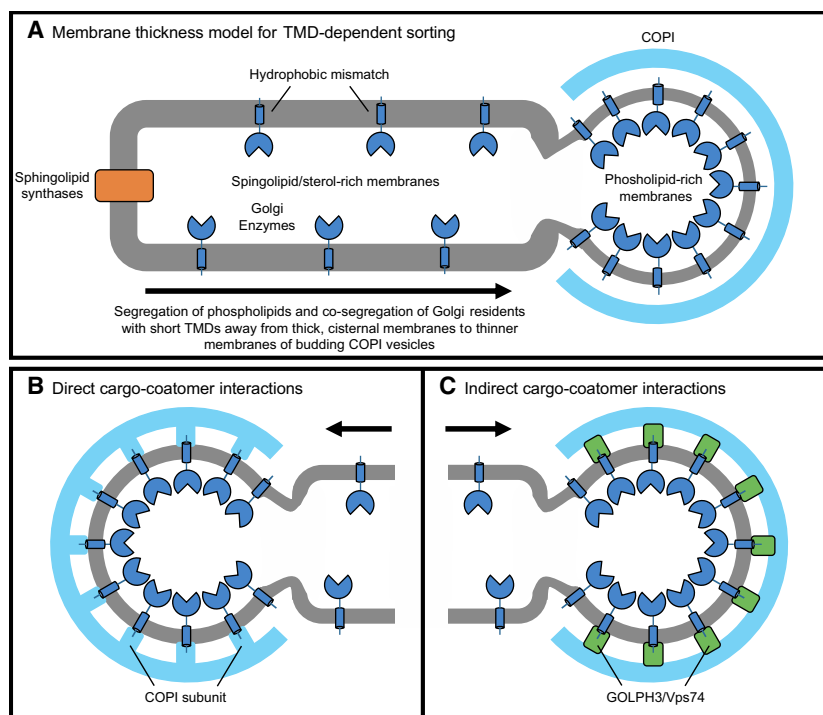 A Membrane thickness model for TMD-dependent sorting
COPI
Hydrophobic mismatch
Sphingolipid
synthases
Spingolipid/sterol-rich membranes
Phosholipid-rich
membranes
Golgi
Enzymes
Segregation of phospholipids and co-segregation of Golgi residents
with short TMDs away from thick, cisternal membranes to thinner
membranes of budding COPI vesicles
B Direct cargo-coatomer interactions
COPI subunit
C Indirect cargo-coatomer interactions
GOLPH3/Vps74